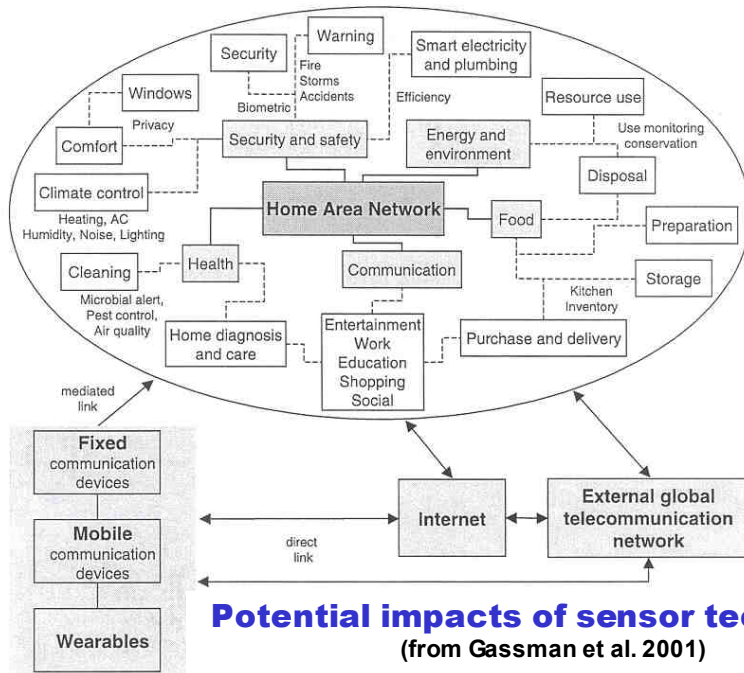 Warning
Security
Smart electricity
and plumbing
Fire
Storms
Accidents
Windows
Biometric
Efficiency
Resource use
Privacy
Security and safety
Energy and
environment
Use monitoring
conservation
Comfort
Disposal
Climate control
Home Area Network
Food
Heating, AC
Humidity, Noise, Lighting
Preparation
Cleaning
Health
Communication
Storage
Microbial alert,
Pest control,
Air quality
Kitchen
Inventory
Home diagnosis
and care
Entertainment
Work
Education
Shopping
Social
Purchase and delivery
mediated
link
Fixed
communication
devices
Internet
External global
telecommunication
network
Mobile
communication
devices
direct
link
Wearables
Potential impacts of sensor
(from Gassman et al. 2001)